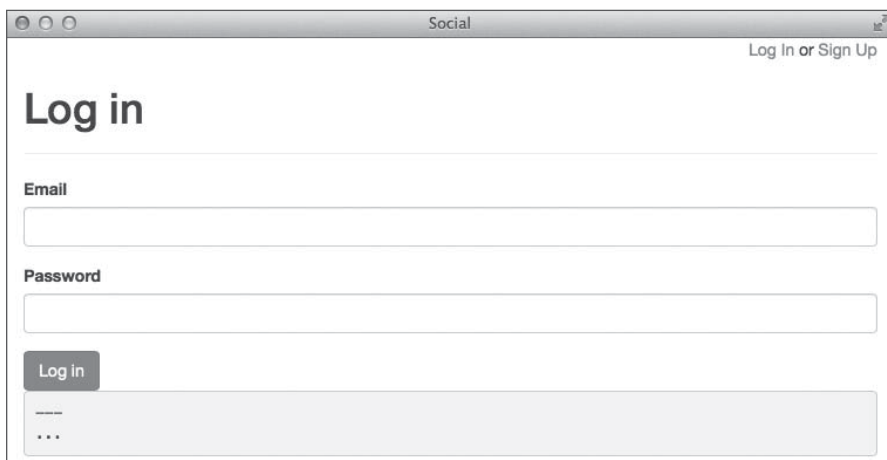 Social
Log In or Sign Up
Log in
Email
Password
Log in
---
...